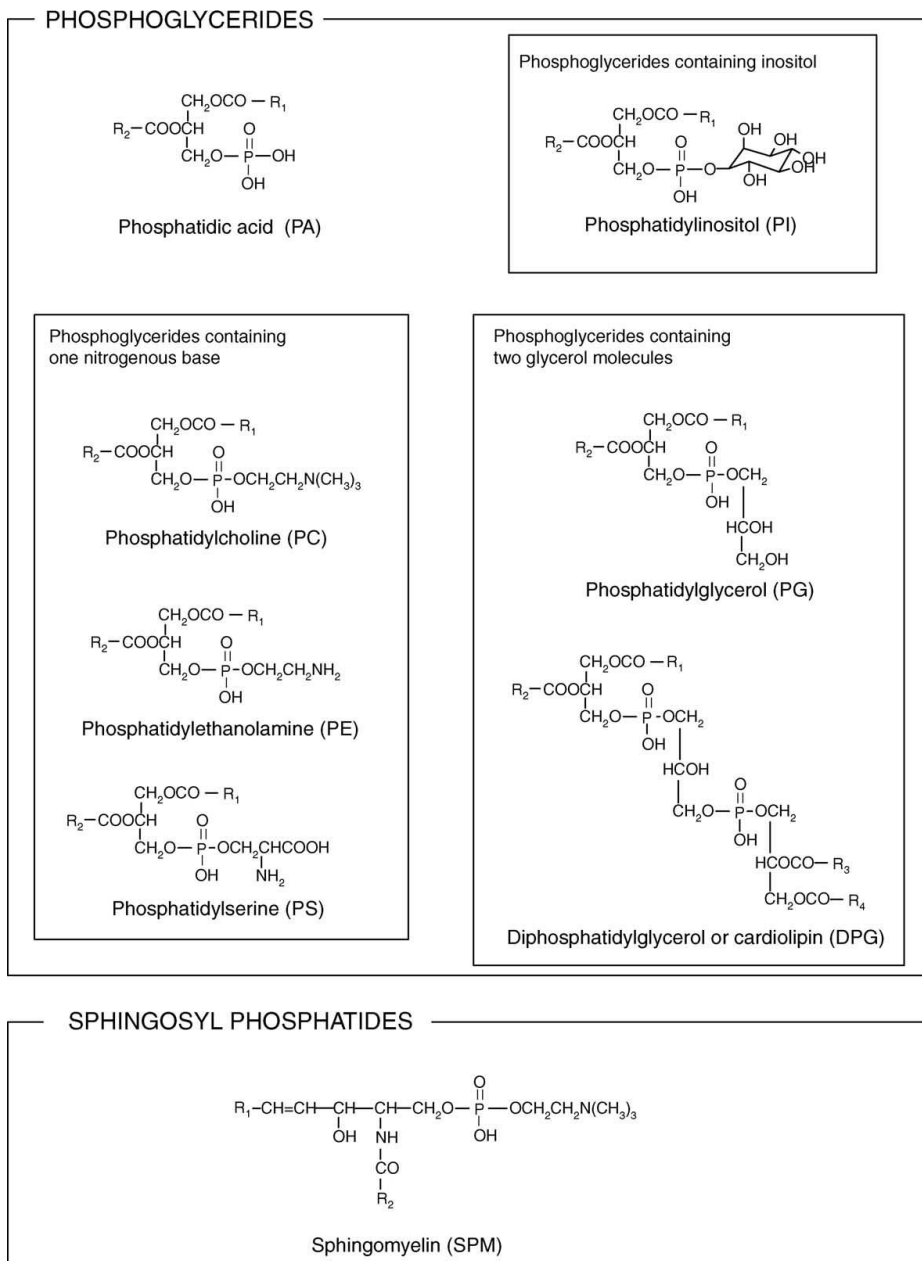 PHOSPHOGLYCERIDES
CH₂OCO – R₁
R₂–COOCH O
CH₂O–P–OH
OH
Phosphatidic acid (PA)
Phosphoglycerides containing inositol
CH₂OCO – R₁
R₂–COOCH O OH OH
CH₂O–P–O OH
OH OH OH
Phosphatidylinositol (PI)
Phosphoglycerides containing
one nitrogenous base
CH₂OCO – R₁
R₂–COOCH O
CH₂O–P–OCH₂CH₂N(CH₃)₃
OH
Phosphatidylcholine (PC)
CH₂OCO – R₁
R₂–COOCH O
CH₂O–P–OCH₂CH₂NH₂
OH
Phosphatidylethanolamine (PE)
CH₂OCO – R₁
R₂–COOCH O
CH₂O–P–OCH₂CHCOOH
OH NH₂
Phosphatidylserine (PS)
Phosphoglycerides containing
two glycerol molecules
CH₂OCO – R₁
R₂–COOCH O
CH₂O–P–OCH₂
OH
HCOH
CH₂OH
Phosphatidylglycerol (PG)
CH₂OCO – R₁
R₂–COOCH O
CH₂O–P–OCH₂
OH
HCOH O
CH₂O–P–OCH₂
OH
HCOCO–R₃
CH₂OCO–R₄
Diphosphatidylglycerol or cardiolipin (DPG)
SPHINGOSYL PHOSPHATIDES
O
R₁–CH=CH–CH–CH–CH₂O–P–OCH₂CH₂N(CH₃)₃
OH NH OH
CO
R₂
Sphingomyelin (SPM)